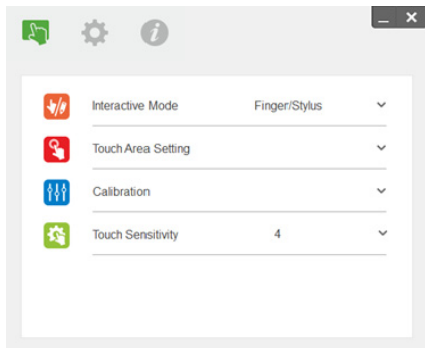 Interactive Mode Finger/Stylus
Touch Area Setting
Calibration
Touch Sensitivity 4